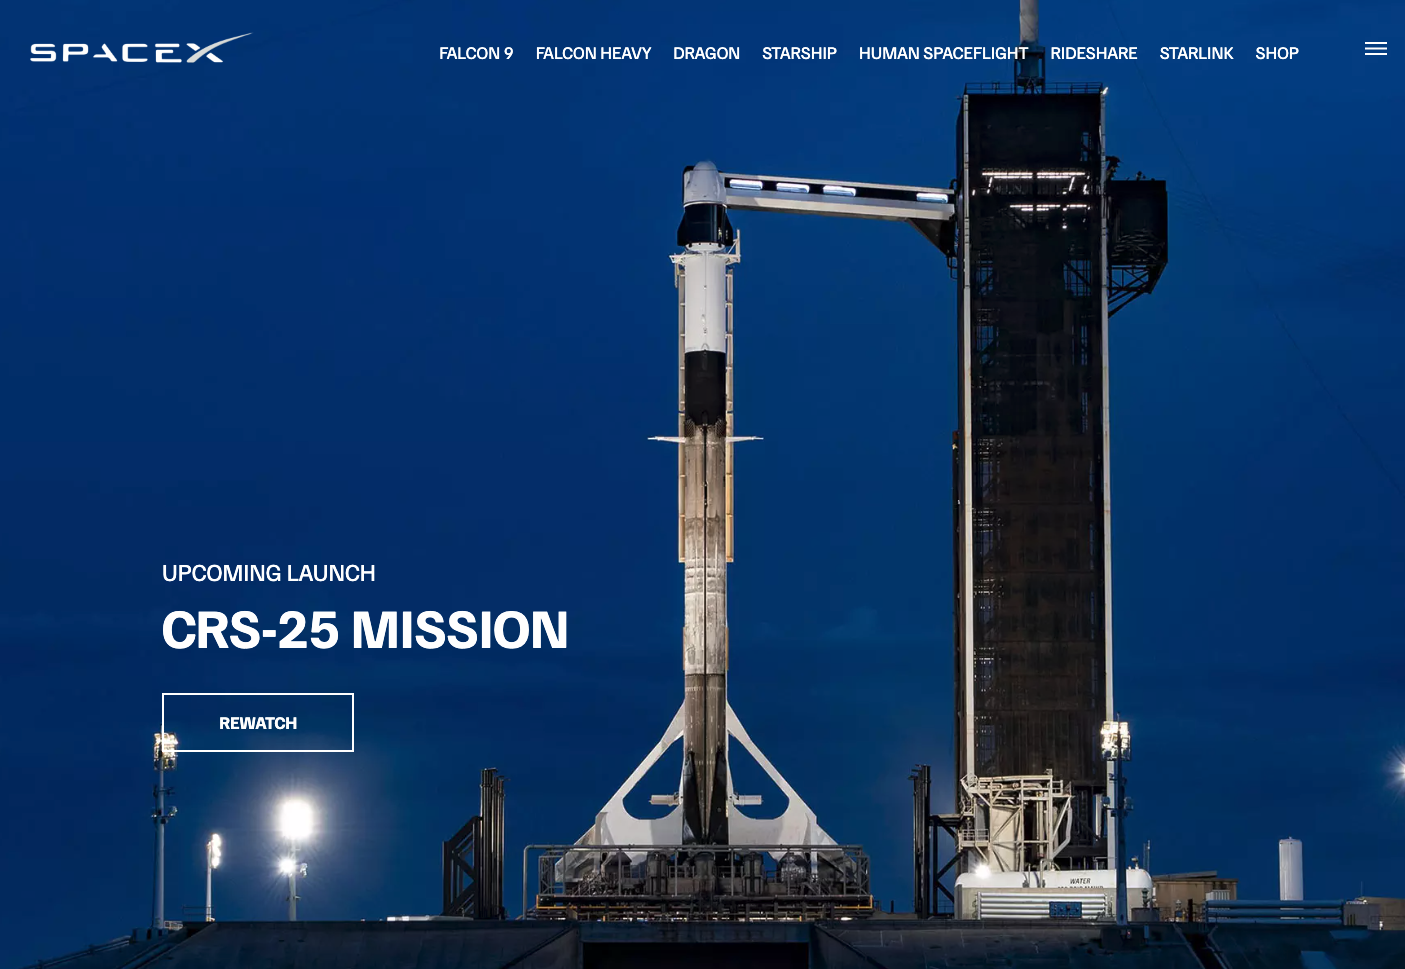 SPACEX
FALCON 9 FALCON HEAVY DRAGON STARSHIP HUMAN SPACEFLIGHT RIDESHARE STARLINK SHOP
UPCOMING LAUNCH
CRS-25 MISSION
REWATCH
WATER